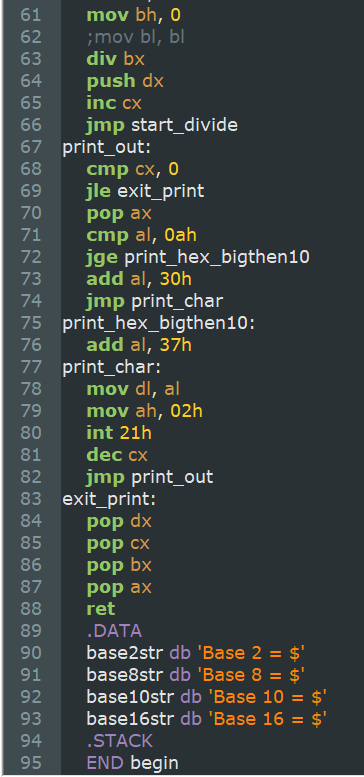 61 mov bh, 0
62 ;mov bl, bl
63 div bx
64 push dx
65 inc cx
66 jmp start_divide
67 print_out:
68 cmp cx, 0
69 jle exit_print
70 pop ax
71 cmp al, 0ah
72 jge print_hex_bigthen10
73 add al, 30h
74 jmp print_char
75 print_hex_bigthen10:
76 add al, 37h
77 print_char:
78 mov dl, al
79 mov ah, 02h
80 int 21h
81 dec cx
82 jmp print_out
83 exit_print:
84 pop dx
85 pop cx
86 pop bx
87 pop ax
88 ret
89 .DATA
90 base2str db 'Base 2 = $'
91 base8str db 'Base 8 = $'
92 base10str db 'Base 10 = $'
93 base16str db 'Base 16 = $'
94 .STACK
95 END begin